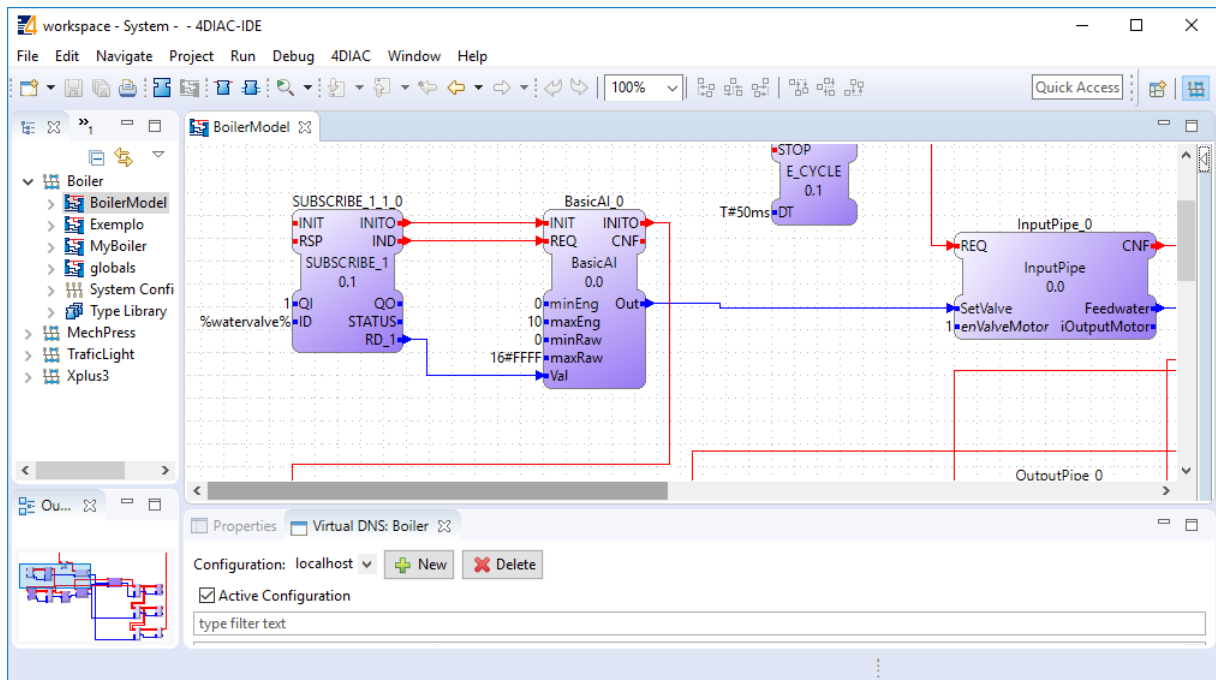 workspace - System - - 4DIAC-IDE
File Edit Navigate Project Run Debug 4DIAC Window Help
100%
Quick Access
»1
BoilerModel
Boiler
BoilerModel
Exemplo
MyBoiler
globals
System Confi
Type Library
MechPress
TraficLight
Xplus3
STOP
E_CYCLE
0.1
T#50ms DT
SUBSCRIBE_1_1_0
INIT INITO
RSP IND
SUBSCRIBE_1
0.1
1 QI QO
%watervalve% ID STATUS
RD_1
BasicAI_0
INIT INITO
REQ CNF
BasicAI
0.0
0 minEng Out
10 maxEng
0 minRaw
16#FFFF maxRaw
Val
InputPipe_0
REQ CNF
InputPipe
0.0
SetValve Feedwater
1 enValveMotor iOutputMotor
OutputPipe_0
Ou...
Properties
Virtual DNS: Boiler
Configuration: localhost New Delete
Active Configuration
type filter text